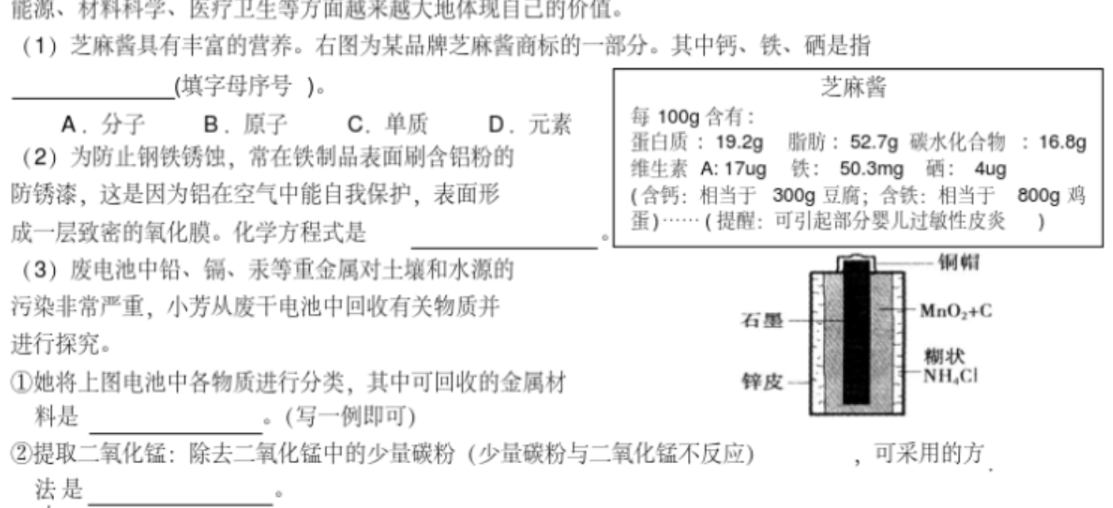 能源、材料科学、医疗卫生等方面越来越大地体现自己的价值。
（1）芝麻酱具有丰富的营养。右图为某品牌芝麻酱商标的一部分。其中钙、铁、硒是指
____________(填字母序号 )。
A．分子 B．原子 C．单质 D．元素
（2）为防止钢铁锈蚀，常在铁制品表面刷含铝粉的
防锈漆，这是因为铝在空气中能自我保护，表面形
成一层致密的氧化膜。化学方程式是 ____________。
芝麻酱
每 100g 含有：
蛋白质 ：19.2g 脂肪：52.7g 碳水化合物 ：16.8g
维生素 A: 17ug 铁： 50.3mg 硒： 4ug
(含钙：相当于 300g 豆腐；含铁：相当于 800g 鸡
蛋)……(提醒：可引起部分婴儿过敏性皮炎 )
（3）废电池中铅、镉、汞等重金属对土壤和水源的
污染非常严重，小芳从废干电池中回收有关物质并
进行探究。
铜帽
MnO₂+C
石墨
糊状
NH₄Cl
锌皮
①她将上图电池中各物质进行分类，其中可回收的金属材
料是 ____________。(写一例即可)
②提取二氧化锰：除去二氧化锰中的少量碳粉（少量碳粉与二氧化锰不反应） ，可采用的方
法是____________。